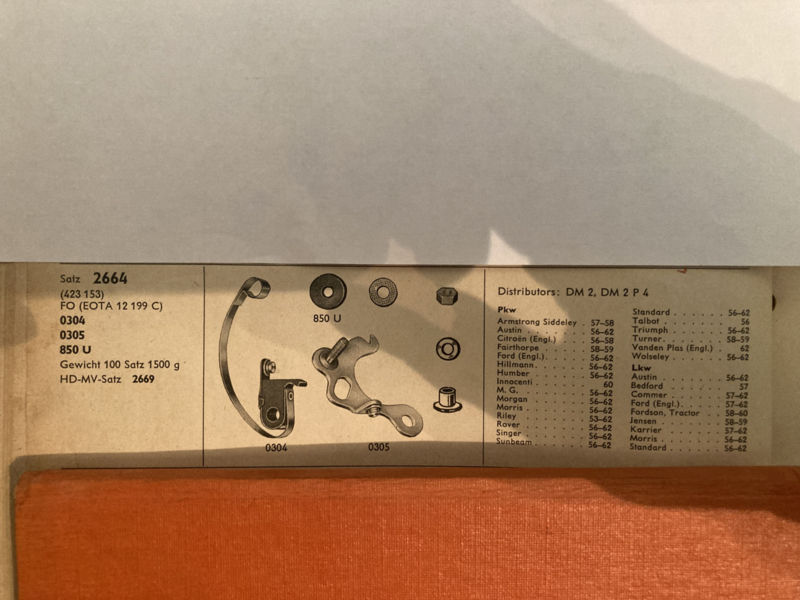 Satz 2664
(423 153)
FO (EOTA 12 199 C)
0304
0305
850 U
Gewicht 100 Satz 1500 g
HD-MV-Satz 2669
850 U
0304
0305
Distributors: DM 2, DM 2 P 4
Pkw
Armstrong Siddeley . 57–58
Austin . . . . . . . . 56–62
Citroën (Engl.) . . . . 56–58
Fairthorpe . . . . . . 58–59
Ford (Engl.) . . . . . . 56–62
Hillmann . . . . . . . 56–62
Humber . . . . . . . 56–62
Innocenti . . . . . . . 60
M. G. . . . . . . . . 56–62
Morgan . . . . . . . 56–62
Morris . . . . . . . . 56–62
Riley . . . . . . . . 53–62
Rover . . . . . . . . 56–62
Singer . . . . . . . . 56–62
Sunbeam . . . . . . . 56–62
Standard . . . . . . . 56–62
Talbot . . . . . . . . 56
Triumph . . . . . . . 56–62
Turner . . . . . . . . 58–59
Vanden Plas (Engl.) 62
Wolseley . . . . . . . 56–62
Lkw
Austin . . . . . . . . 56–62
Bedford . . . . . . . 57
Commer . . . . . . . 57–62
Ford (Engl.) . . . . . . 57–62
Fordson, Tractor . . 58–60
Jensen . . . . . . . . 58–59
Karrier . . . . . . . . 57–62
Morris . . . . . . . . 56–62
Standard . . . . . . . 56–62